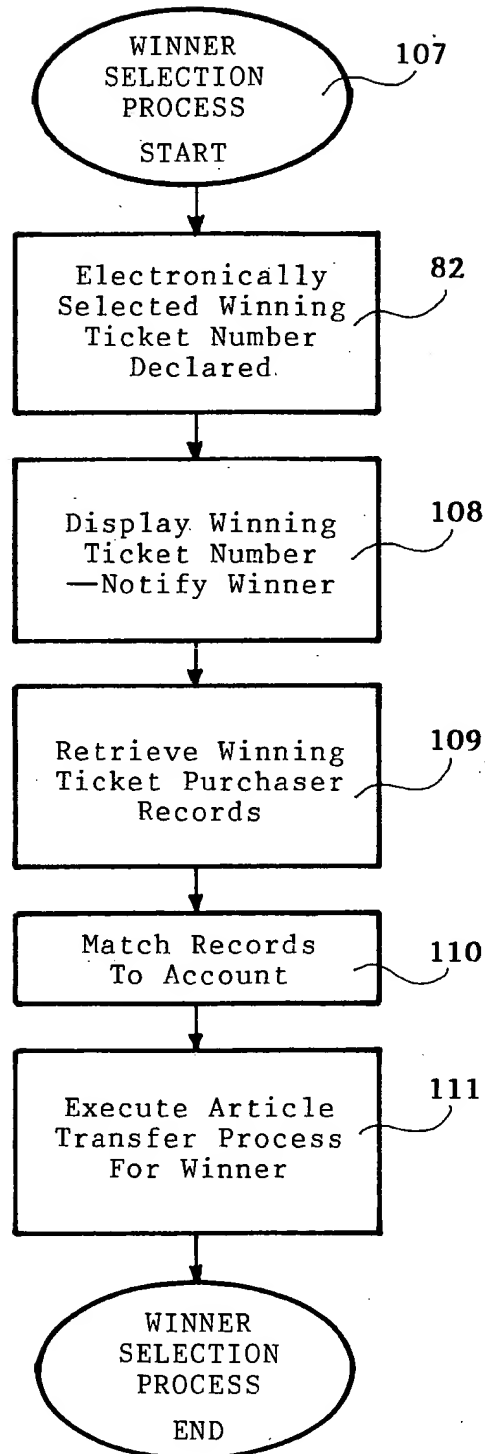 WINNER
SELECTION
PROCESS
START
107
Electronically
Selected Winning
Ticket Number
Declared.
82
Display Winning
Ticket Number
—Notify Winner
108
Retrieve Winning
Ticket Purchaser
Records
109
Match Records
To Account
110
Execute Article
Transfer Process
For Winner
111
WINNER
SELECTION
PROCESS
END